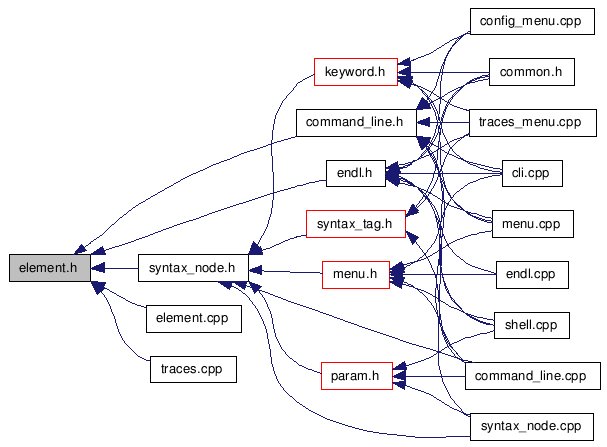 config_menu.cpp
keyword.h
common.h
command_line.h
traces_menu.cpp
endl.h
cli.cpp
syntax_tag.h
menu.cpp
element.h
syntax_node.h
menu.h
endl.cpp
element.cpp
shell.cpp
traces.cpp
param.h
command_line.cpp
syntax_node.cpp